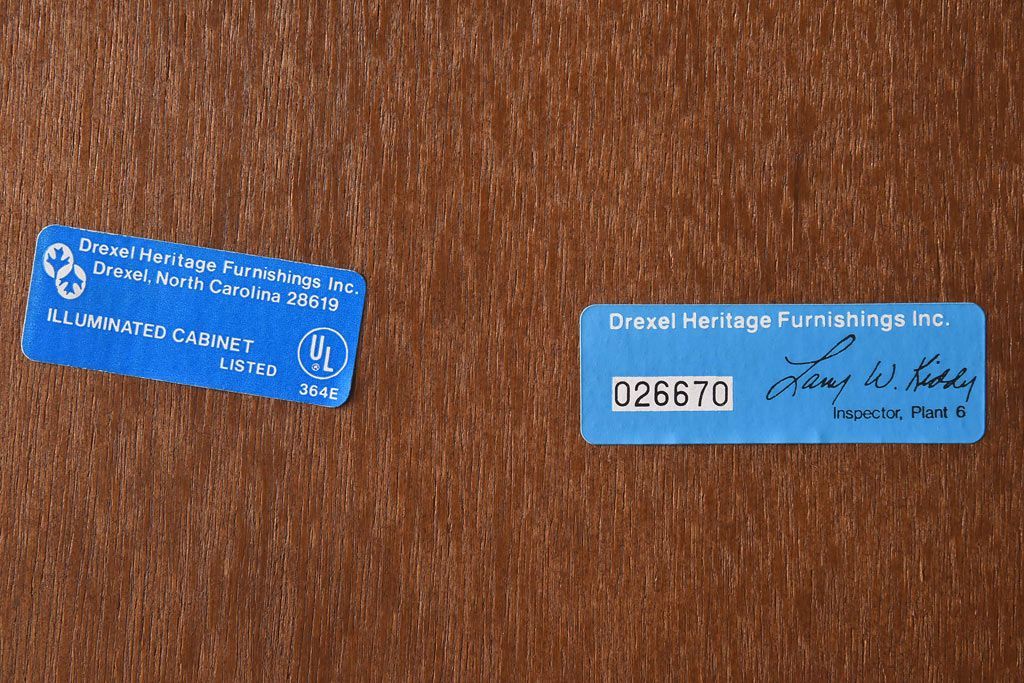 Drexel Heritage Furnishings Inc.
Drexel, North Carolina 28619
ILLUMINATED CABINET
LISTED
UL
®
364E
Drexel Heritage Furnishings Inc.
026670
Larry W. Kiddy
Inspector, Plant 6